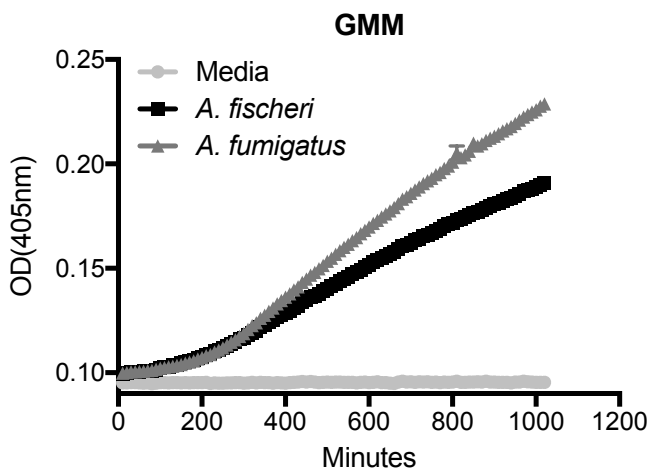 GMM
0.25
Media
A. fischeri
0.20
A. fumigatus
OD(405nm)
0.15
0.10
0 200 400 600 800 1000 1200
Minutes